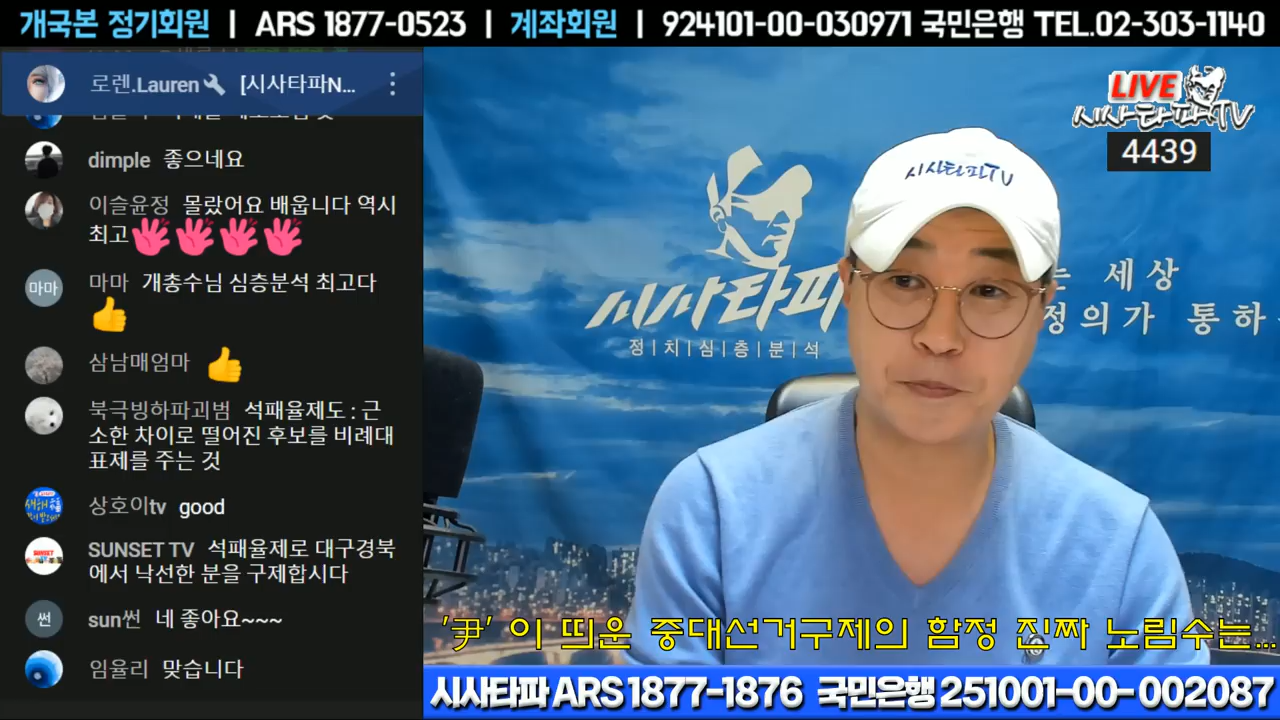 개국본 정기회원 | ARS 1877-0523 | 계좌회원 | 924101-00-030971 국민은행 TEL.02-303-1140
로렌.Lauren [시사타파N...
dimple 좋으네요
이슬윤정 몰랐어요 배웁니다 역시
최고
마마
마마 개총수님 심층분석 최고다
삼남매엄마
북극빙하파괴범 석패율제도 : 근
소한 차이로 떨어진 후보를 비례대
표제를 주는 것
상호이tv good
SUNSET TV 석패율제로 대구경북
에서 낙선한 분을 구제합시다
썬
sun썬 네 좋아요~~~
임율리 맞습니다
LIVE
시사타파TV
4439
시사타파TV
시사타파
정|치|심|층|분|석
는 세상
정의가 통하
'尹' 이 띄운 중대선거구제의 함정 진짜 노림수는...
시사타파 ARS 1877-1876 국민은행 251001-00- 002087